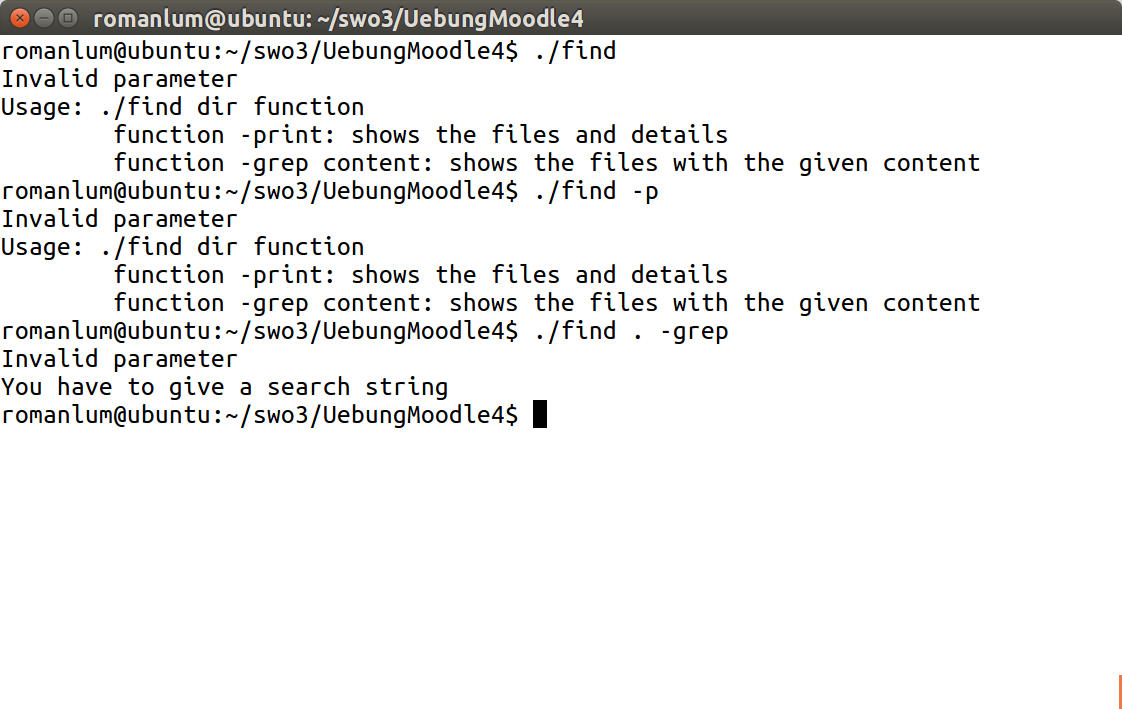 romanlum@ubuntu: ~/swo3/UebungMoodle4
romanlum@ubuntu:~/swo3/UebungMoodle4$ ./find
Invalid parameter
Usage: ./find dir function
        function -print: shows the files and details
        function -grep content: shows the files with the given content
romanlum@ubuntu:~/swo3/UebungMoodle4$ ./find -p
Invalid parameter
Usage: ./find dir function
        function -print: shows the files and details
        function -grep content: shows the files with the given content
romanlum@ubuntu:~/swo3/UebungMoodle4$ ./find . -grep
Invalid parameter
You have to give a search string
romanlum@ubuntu:~/swo3/UebungMoodle4$